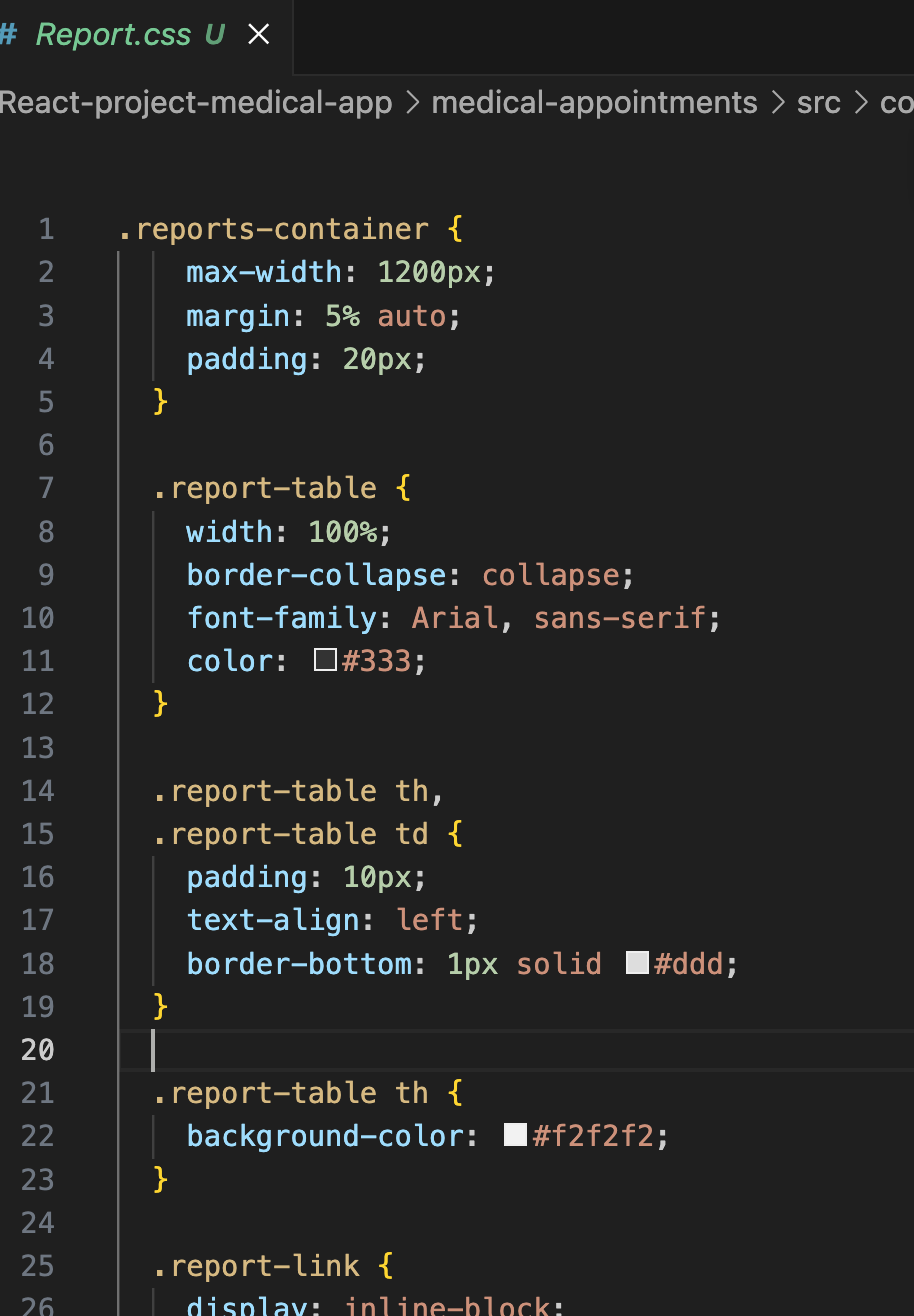 # Report.css U ×
React-project-medical-app > medical-appointments > src > co
1 .reports-container {
2 max-width: 1200px;
3 margin: 5% auto;
4 padding: 20px;
5 }
6
7 .report-table {
8 width: 100%;
9 border-collapse: collapse;
10 font-family: Arial, sans-serif;
11 color: #333;
12 }
13
14 .report-table th,
15 .report-table td {
16 padding: 10px;
17 text-align: left;
18 border-bottom: 1px solid #ddd;
19 }
20
21 .report-table th {
22 background-color: #f2f2f2;
23 }
24
25 .report-link {
26 display: inline-block;